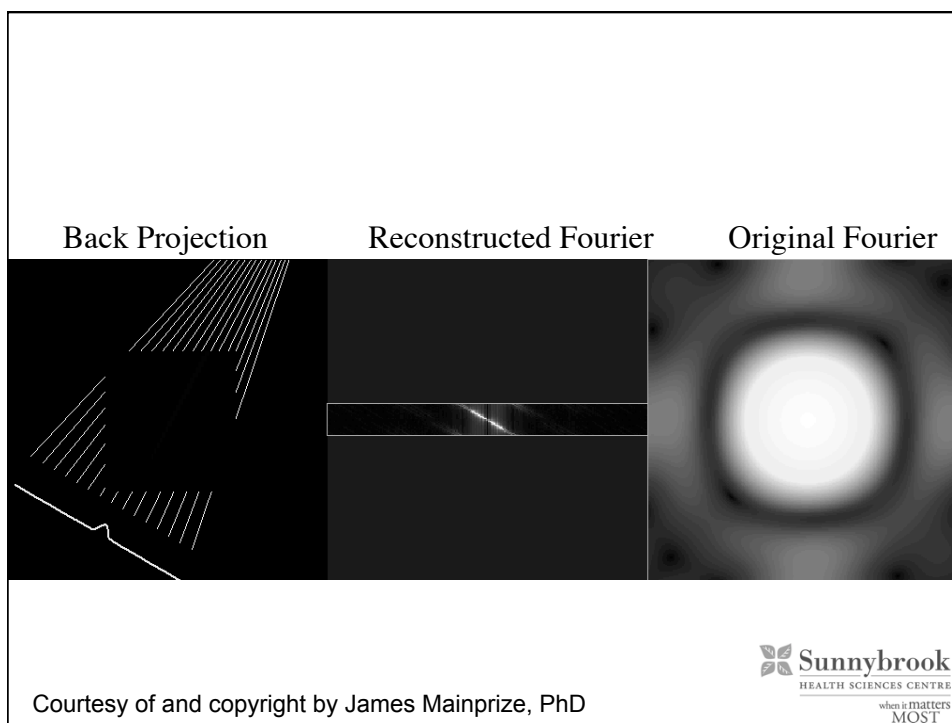 Back Projection
Reconstructed Fourier
Original Fourier
Courtesy of and copyright by James Mainprize, PhD
Sunnybrook
HEALTH SCIENCES CENTRE
when it matters
MOST